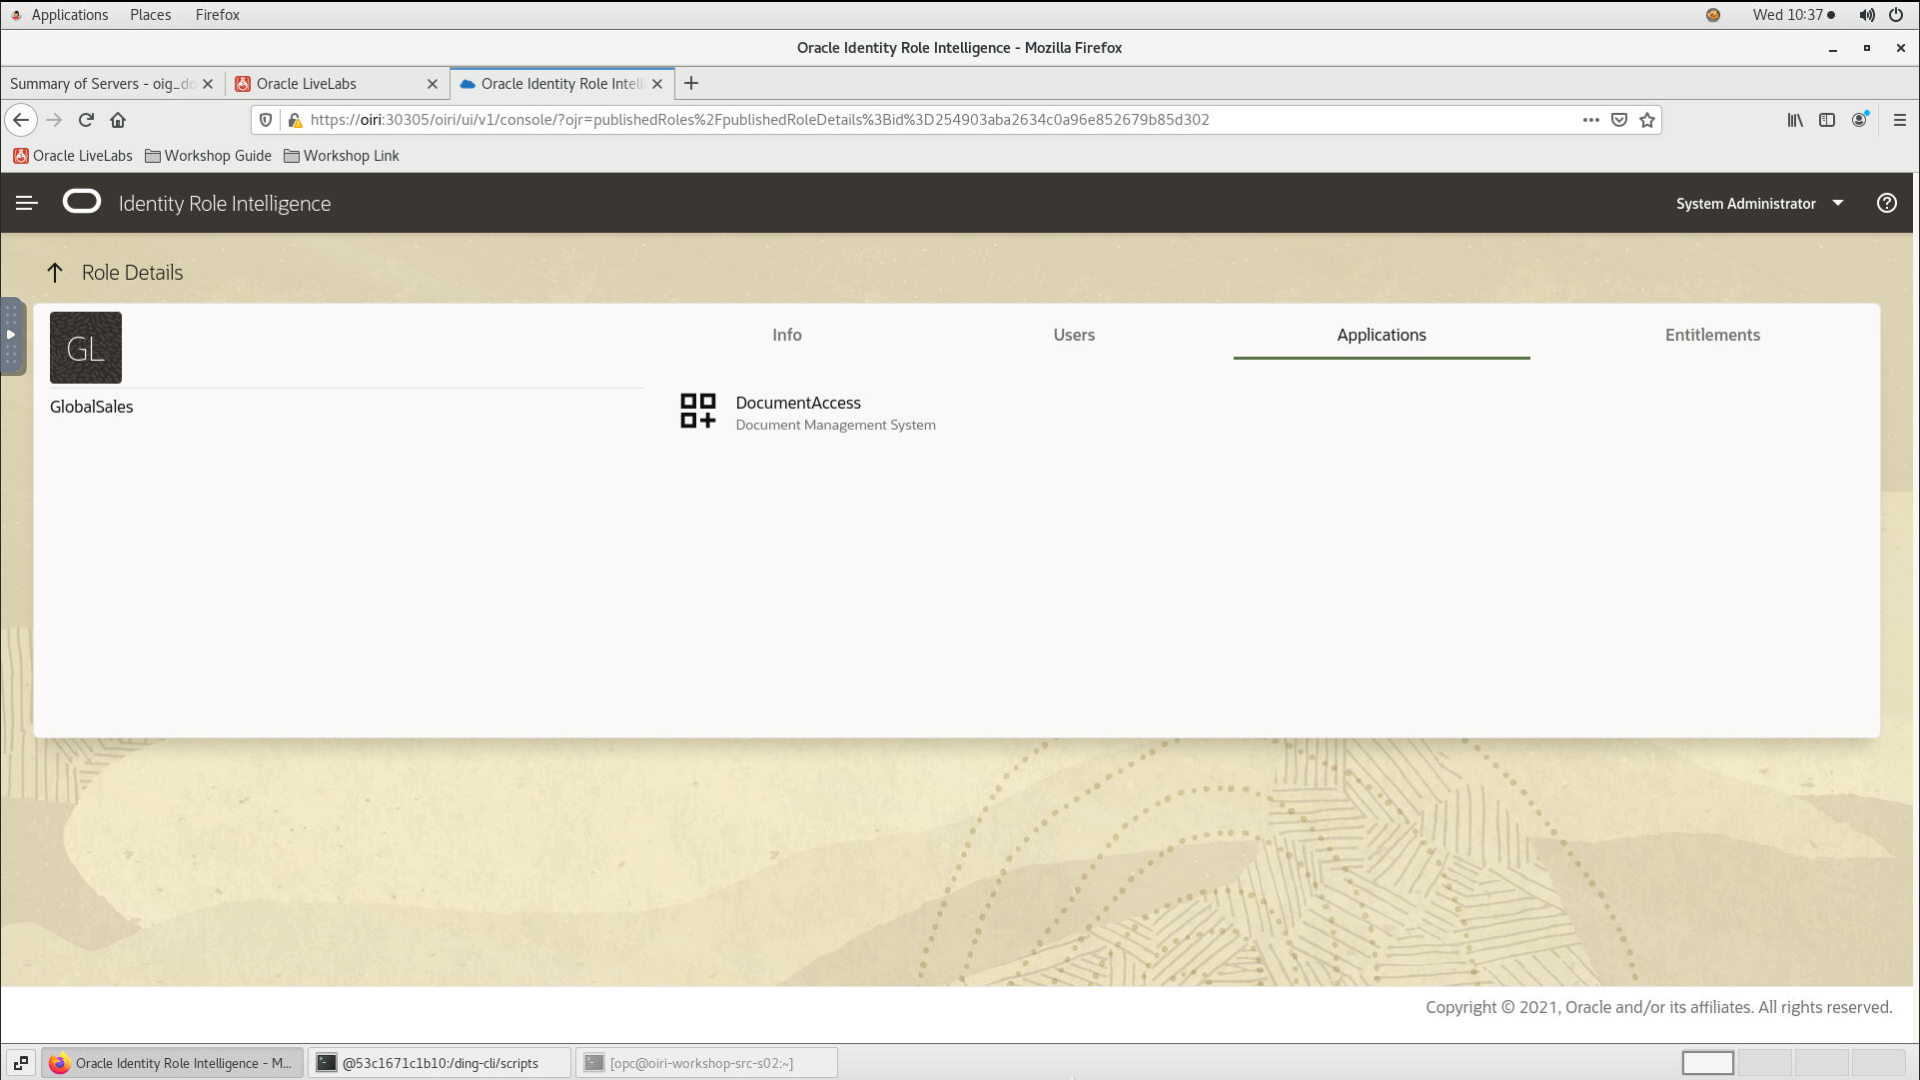 Applications Places Firefox Wed 10:37
Oracle Identity Role Intelligence - Mozilla Firefox
Summary of Servers - oig_do Oracle LiveLabs Oracle Identity Role Intell
https://oiri:30305/oiri/ui/v1/console/?ojr=publishedRoles%2FpublishedRoleDetails%3Bid%3D254903aba2634c0a96e852679b85d302
Oracle LiveLabs Workshop Guide Workshop Link
Identity Role Intelligence System Administrator
Role Details
GL
GlobalSales
Info Users Applications Entitlements
DocumentAccess
Document Management System
Copyright © 2021, Oracle and/or its affiliates. All rights reserved.
Oracle Identity Role Intelligence - M... @53c1671c1b10:/ding-cli/scripts [opc@oiri-workshop-src-s02:~]